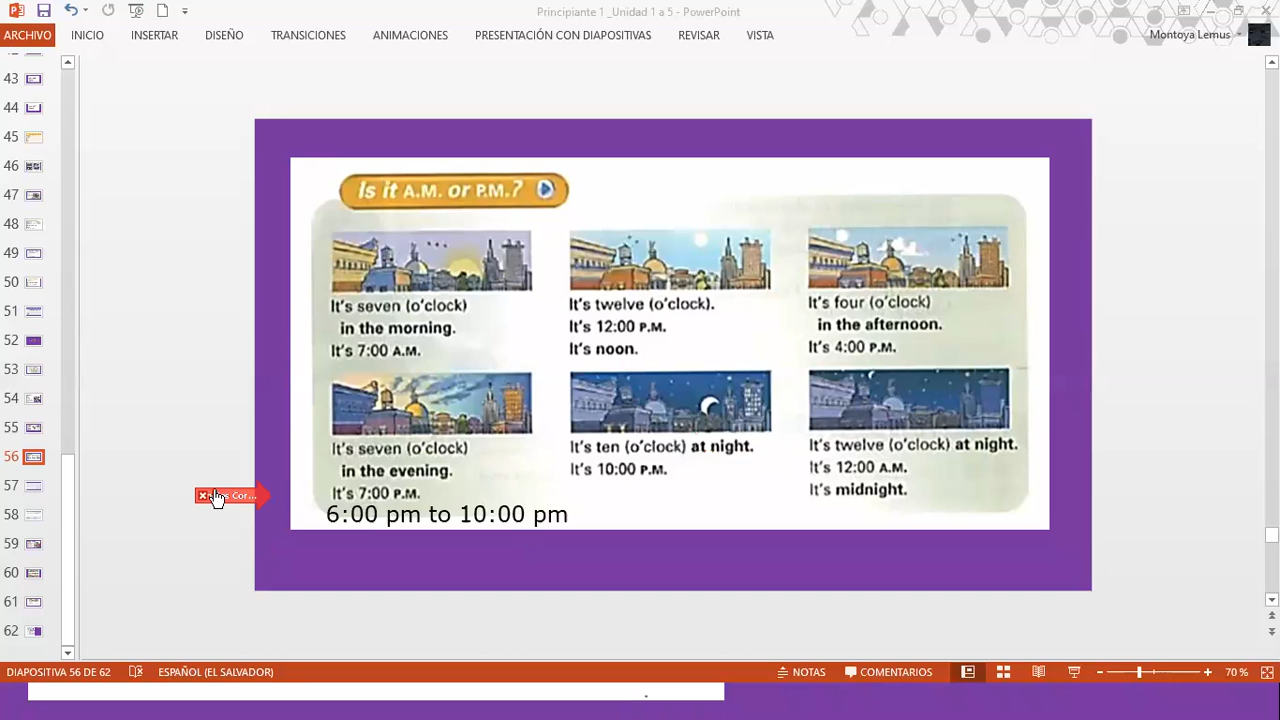 Principiante 1 _Unidad 1 a 5 - PowerPoint
ARCHIVO INICIO INSERTAR DISEÑO TRANSICIONES ANIMACIONES PRESENTACIÓN CON DIAPOSITIVAS REVISAR VISTA
Montoya Lemus
43
44
45
46
47
48
49
50
51
52
53
54
55
56
57
58
59
60
61
62
Is it A.M. or P.M.?
It's seven (o'clock)
in the morning.
It's 7:00 A.M.
It's twelve (o'clock).
It's 12:00 P.M.
It's noon.
It's four (o'clock)
in the afternoon.
It's 4:00 P.M.
It's seven (o'clock)
in the evening.
It's 7:00 P.M.
It's ten (o'clock) at night.
It's 10:00 P.M.
It's twelve (o'clock) at night.
It's 12:00 A.M.
It's midnight.
6:00 pm to 10:00 pm
DIAPOSITIVA 56 DE 62 ESPAÑOL (EL SALVADOR) NOTAS COMENTARIOS 70 %